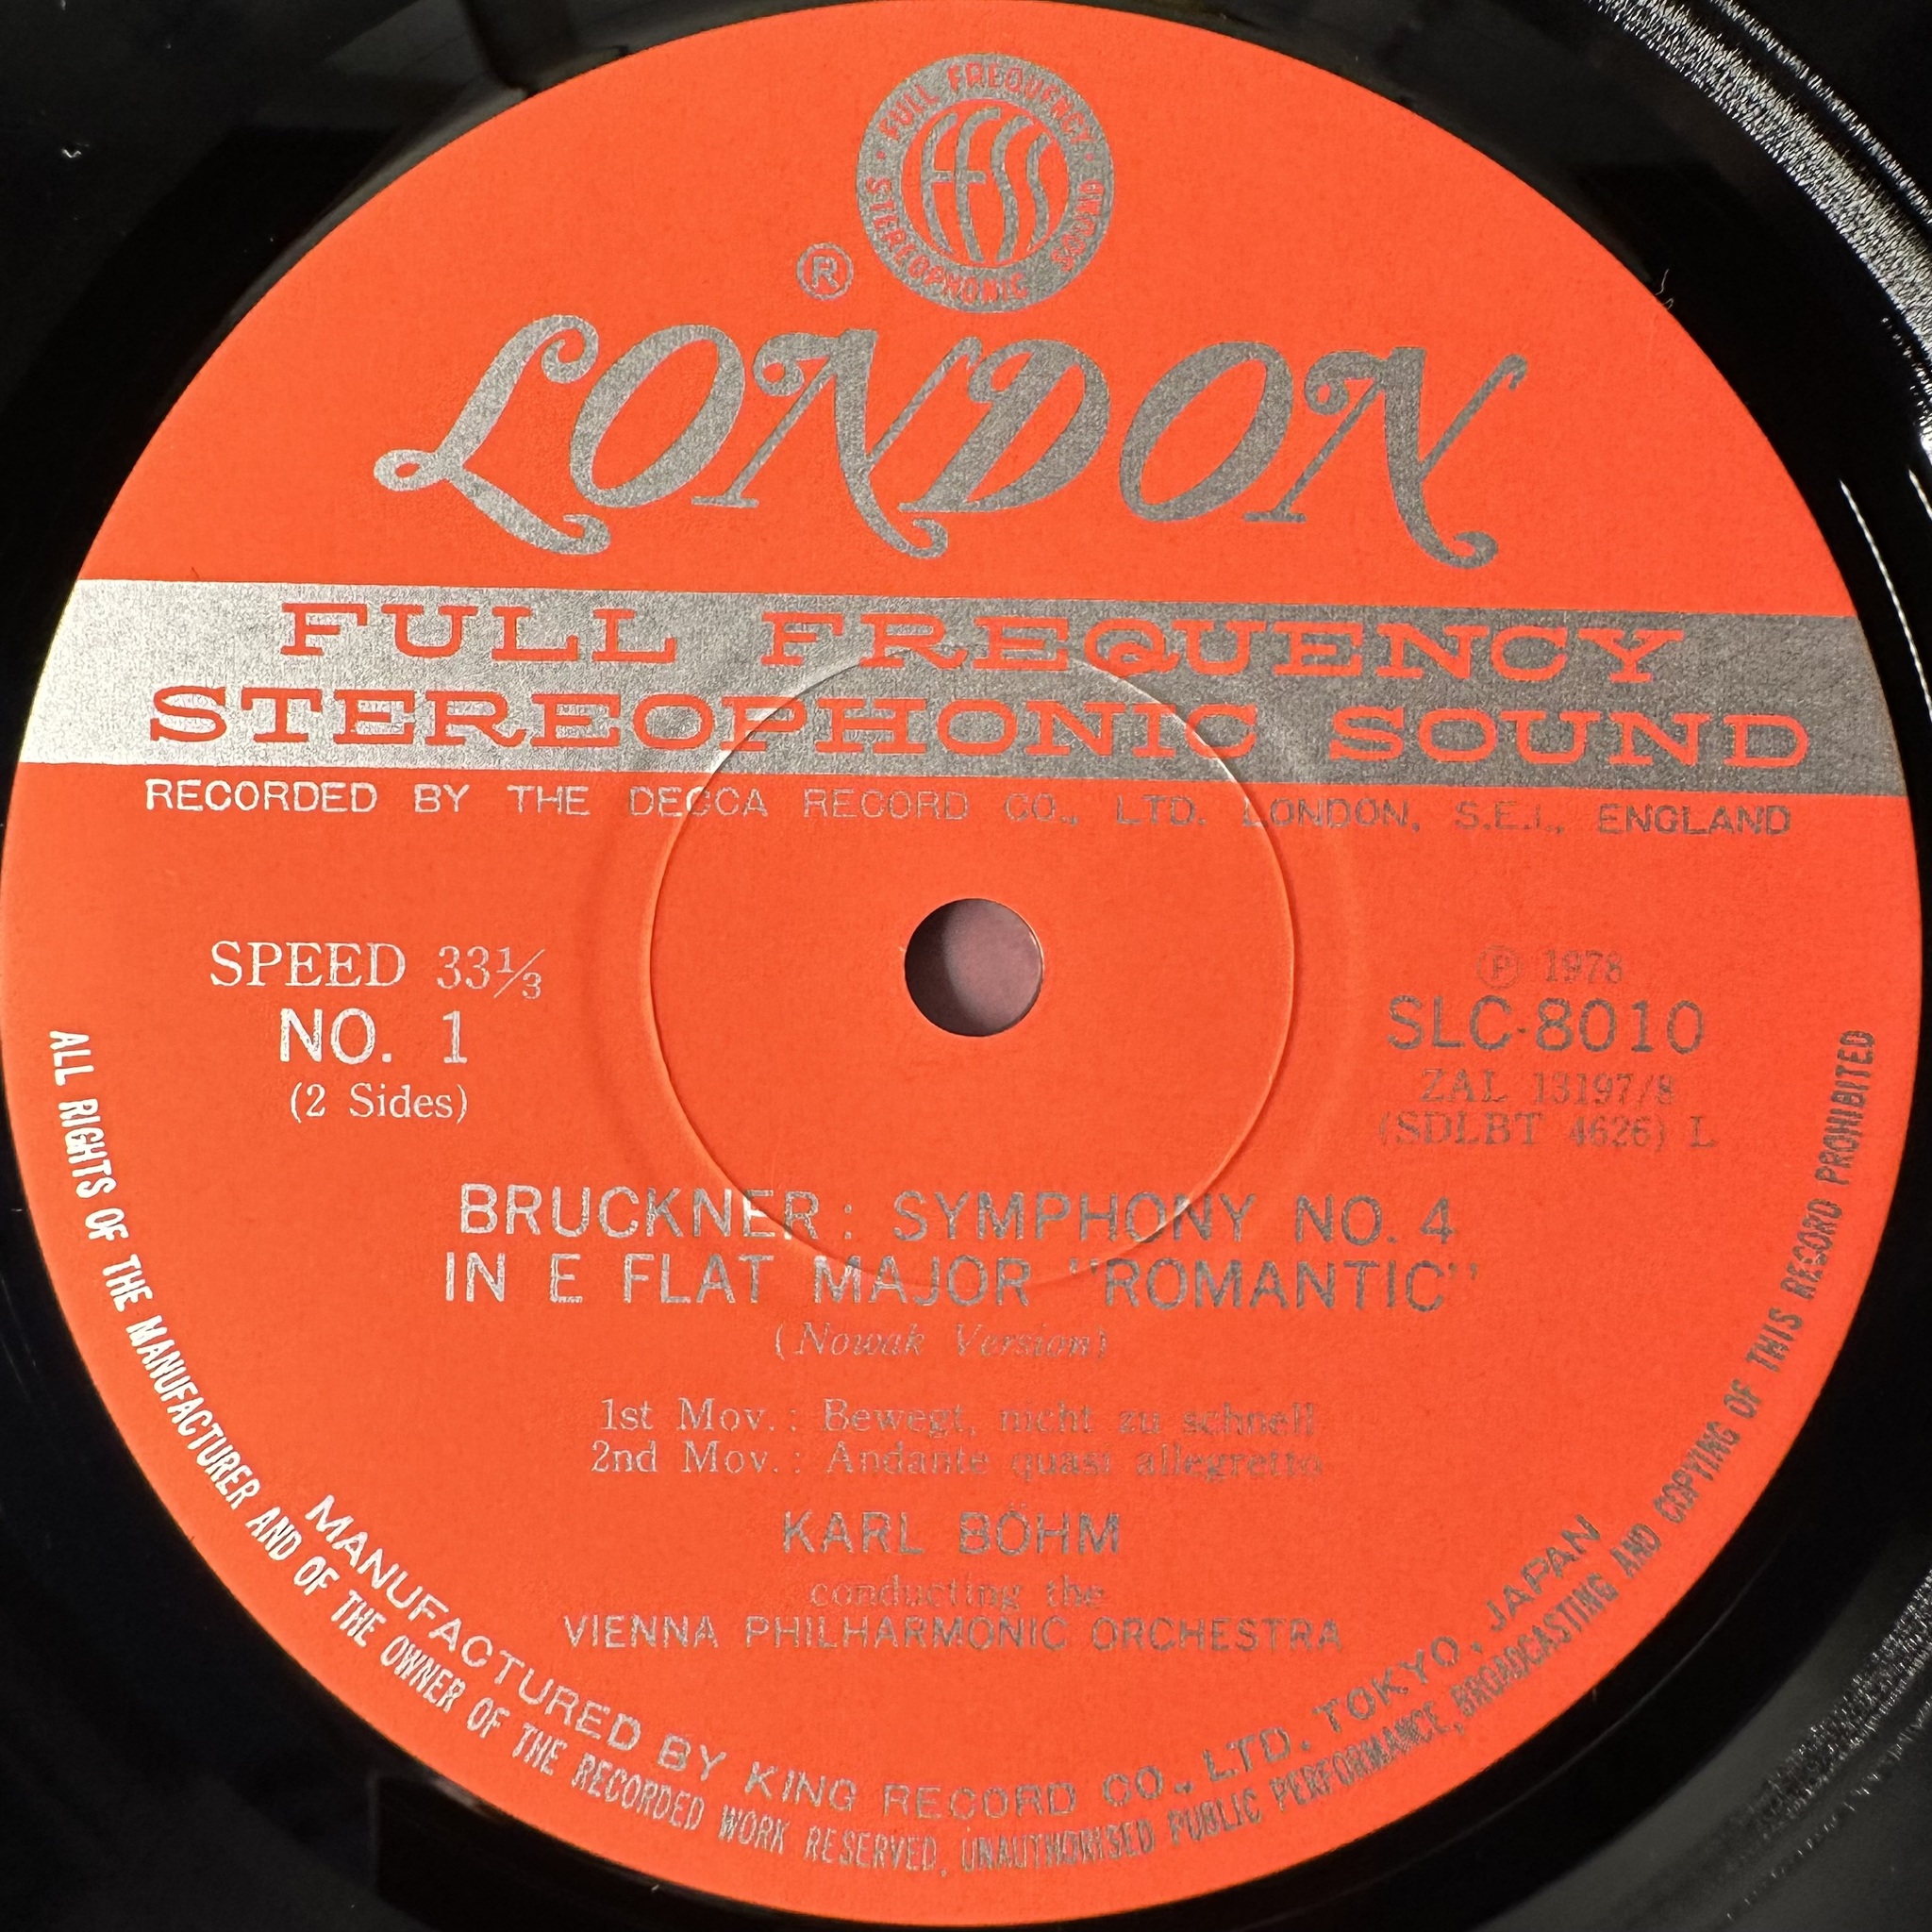 FULL FREQUENCY
STEREOPHONIC SOUND
FFSS
®
LONDON
FULL FREQUENCY
STEREOPHONIC SOUND
RECORDED BY THE DECCA RECORD CO., LTD. LONDON, S.E.I., ENGLAND
SPEED 33⅓
NO. 1
(2 Sides)
℗ 1978
SLC-8010
ZAL 13197/8
(SDLBT 4626) L
BRUCKNER: SYMPHONY NO. 4
IN E FLAT MAJOR "ROMANTIC"
(Nowak Version)
1st Mov.: Bewegt, nicht zu schnell
2nd Mov.: Andante quasi allegretto
KARL BÖHM
conducting the
VIENNA PHILHARMONIC ORCHESTRA
MANUFACTURED BY KING RECORD CO., LTD. TOKYO, JAPAN
ALL RIGHTS OF THE MANUFACTURER AND OF THE OWNER OF THE RECORDED WORK RESERVED, UNAUTHORISED PUBLIC PERFORMANCE, BROADCASTING AND COPYING OF THIS RECORD PROHIBITED